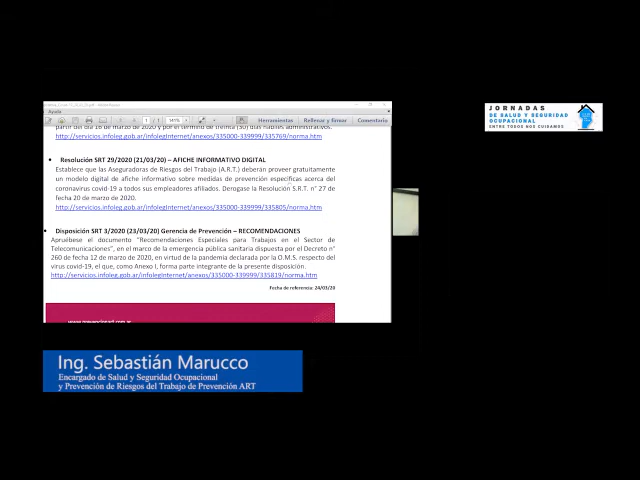 Ayuda
1 / 1
Herramientas
Rellenar y firmar
Comentario
partir del día 16 de marzo de 2020 y por el término de treinta (30) días hábiles administrativos.
http://servicios.infoleg.gob.ar/infolegInternet/anexos/335000-339999/335769/norma.htm
• Resolución SRT 29/2020 (21/03/20) – AFICHE INFORMATIVO DIGITAL
Establece que las Aseguradoras de Riesgos del Trabajo (A.R.T.) deberán proveer gratuitamente
un modelo digital de afiche informativo sobre medidas de prevención específicas acerca del
coronavirus covid-19 a todos sus empleadores afiliados. Derogase la Resolución S.R.T. n° 27 de
fecha 20 de marzo de 2020.
http://servicios.infoleg.gob.ar/infolegInternet/anexos/335000-339999/335805/norma.htm
• Disposición SRT 3/2020 (23/03/20) Gerencia de Prevención – RECOMENDACIONES
Apruébese el documento "Recomendaciones Especiales para Trabajos en el Sector de
Telecomunicaciones", en el marco de la emergencia pública sanitaria dispuesta por el Decreto n°
260 de fecha 12 de marzo de 2020, en virtud de la pandemia declarada por la O.M.S. respecto del
virus covid-19, el que, como Anexo I, forma parte integrante de la presente disposición.
http://servicios.infoleg.gob.ar/infolegInternet/anexos/335000-339999/335819/norma.htm
Fecha de referencia: 24/03/20
www.prevencionart.com.ar
JORNADAS
DE SALUD Y SEGURIDAD
OCUPACIONAL
ENTRE TODOS NOS CUIDAMOS
Ing. Sebastián Marucco
Encargado de Salud y Seguridad Ocupacional
y Prevención de Riesgos del Trabajo de Prevención ART